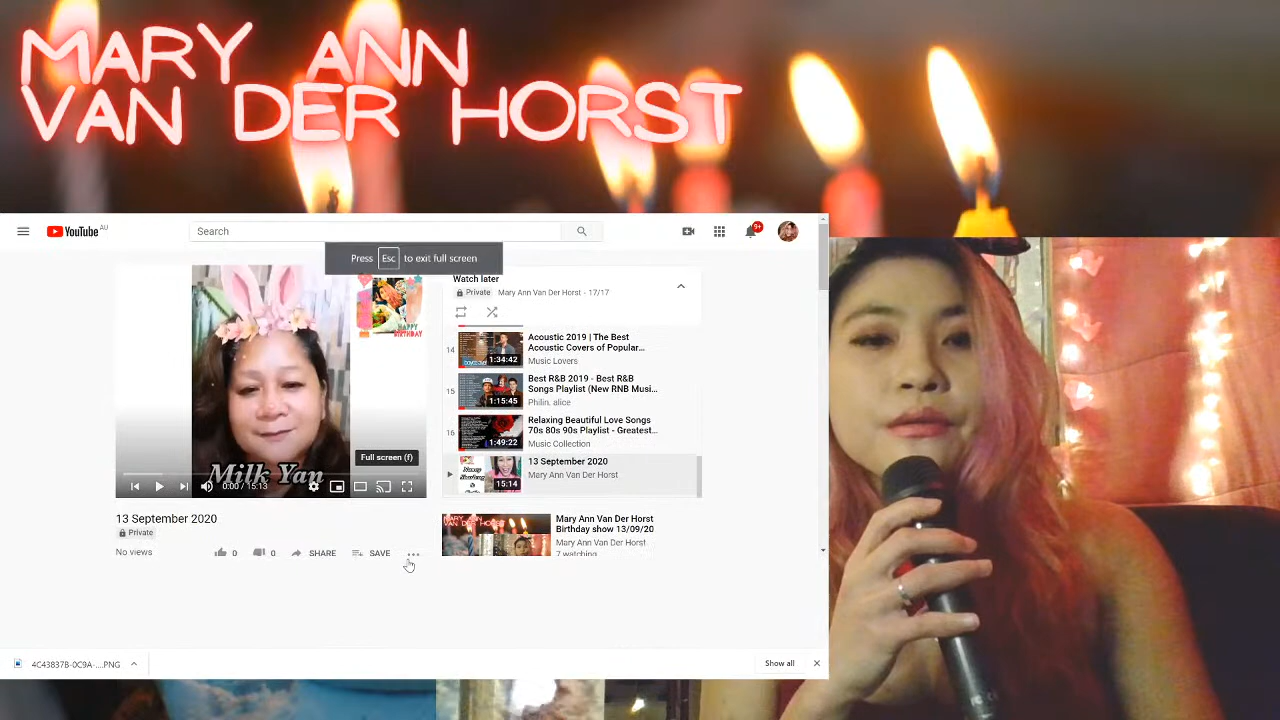 MARY ANN
VAN DER HORST
YouTube AU
Search
9+
Press Esc to exit full screen
HAPPY
BIRTHDAY
Milk Yan
Full screen (f)
0:00 / 15:13
13 September 2020
Private
No views
0
0
SHARE
SAVE
Watch later
Private
Mary Ann Van Der Horst - 17/17
14
1:34:42
Acoustic 2019 | The Best
Acoustic Covers of Popular...
Music Lovers
15
1:15:45
Best R&B 2019 - Best R&B
Songs Playlist (New RNB Musi...
Philin. alice
16
1:49:22
Relaxing Beautiful Love Songs
70s 80s 90s Playlist - Greatest...
Music Collection
15:14
13 September 2020
Mary Ann Van Der Horst
Mary Ann Van Der Horst
Birthday show 13/09/20
Mary Ann Van Der Horst
7 watching
4C43837B-0C9A-....PNG
Show all